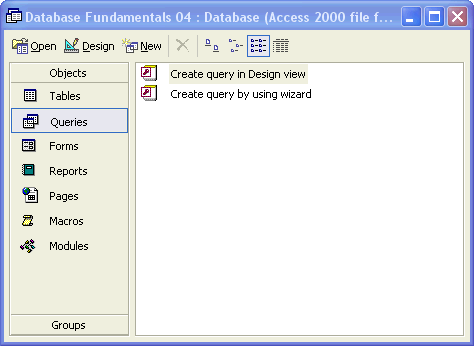 Database Fundamentals 04 : Database (Access 2000 file f...
Open Design New
Objects
Tables
Queries
Forms
Reports
Pages
Macros
Modules
Groups
Create query in Design view
Create query by using wizard